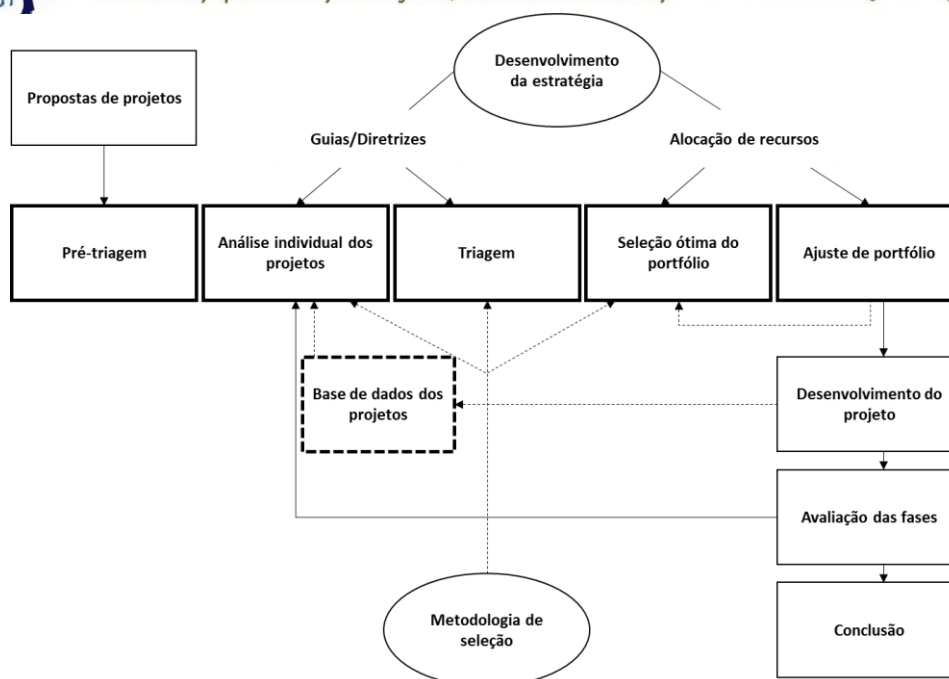 Desenvolvimento
da estratégia
Propostas de projetos
Guias/Diretrizes
Alocação de recursos
Pré-triagem
Análise individual dos
projetos
Triagem
Seleção ótima do
portfólio
Ajuste de portfólio
Base de dados dos
projetos
Desenvolvimento do
projeto
Avaliação das fases
Metodologia de
seleção
Conclusão